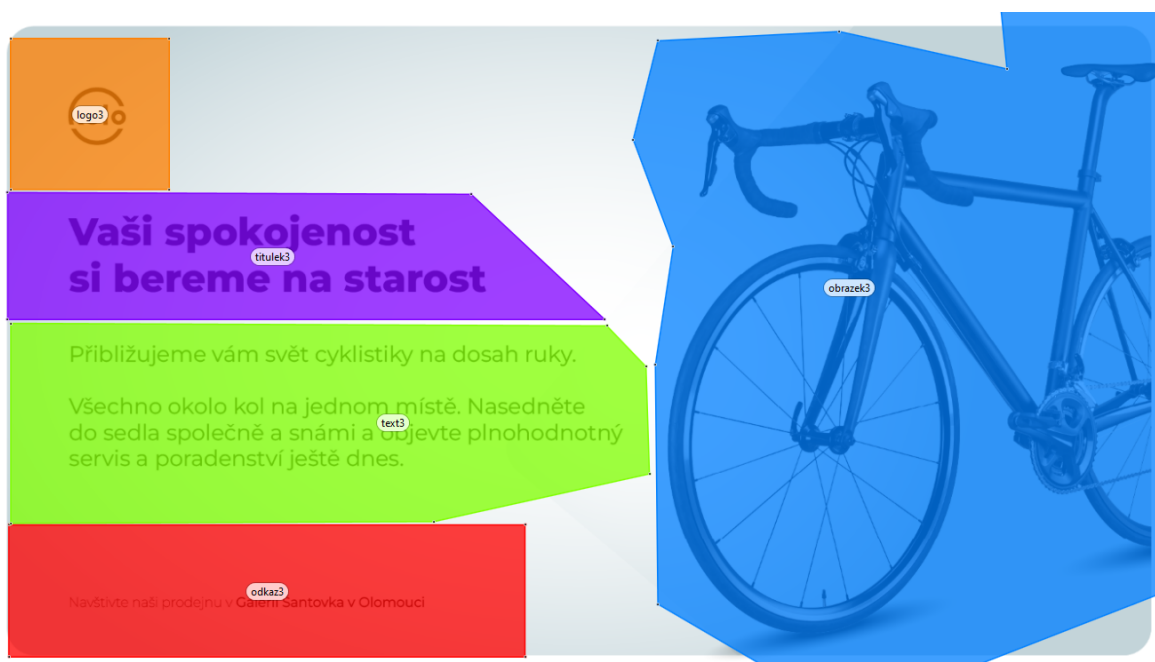 logo3
Vaši spokojenost
titulek3
si bereme na starost
Přibližujeme vám svět cyklistiky na dosah ruky.
Všechno okolo kol na jednom místě. Nasedněte
text3
do sedla společně a snámi a objevte plnohodnotný
servis a poradenství ještě dnes.
obrazek3
odkaz3
Navštivte naši prodejnu v Galerii Šantovka v Olomouci